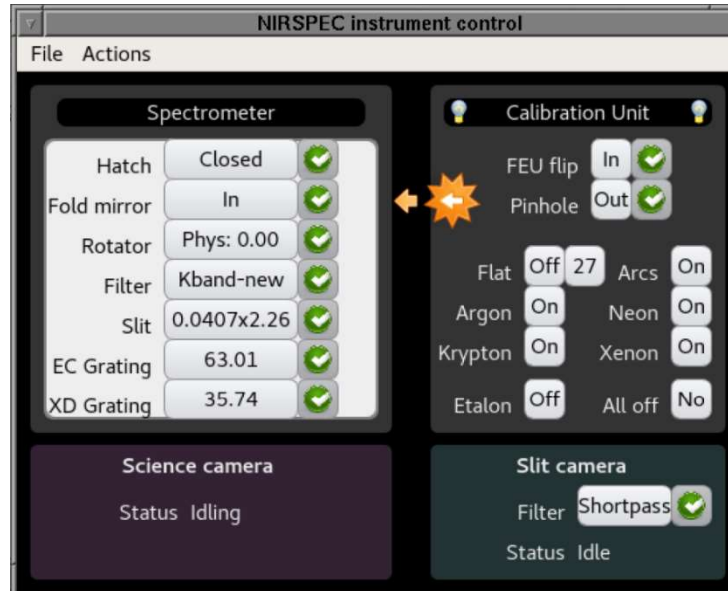 NIRSPEC instrument control
File Actions
Spectrometer
Hatch Closed
Fold mirror In
Rotator Phys: 0.00
Filter Kband-new
Slit 0.0407x2.26
EC Grating 63.01
XD Grating 35.74
Calibration Unit
FEU flip In
Pinhole Out
Flat Off 27 Arcs On
Argon On Neon On
Krypton On Xenon On
Etalon Off All off No
Science camera
Status Idling
Slit camera
Filter Shortpass
Status Idle